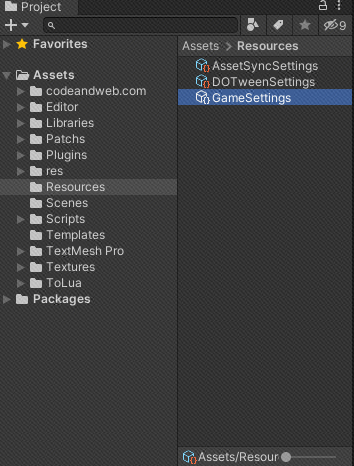 Project
9
Favorites
Assets
codeandweb.com
Editor
Libraries
Patchs
Plugins
res
Resources
Scenes
Scripts
Templates
TextMesh Pro
Textures
ToLua
Packages
Assets > Resources
AssetSyncSettings
DOTweenSettings
GameSettings
Assets/Resour